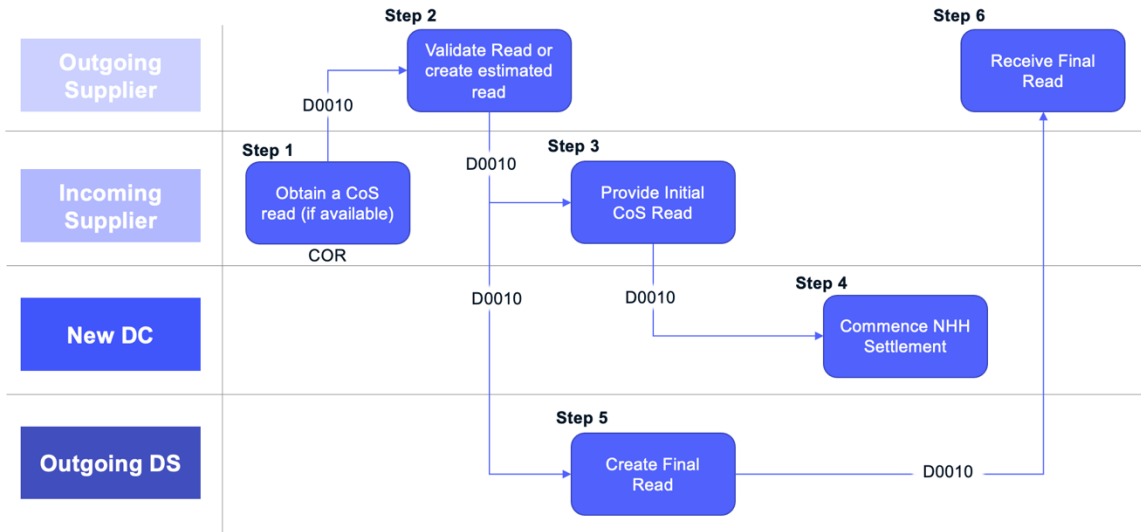 Step 2
Step 6
Outgoing
Supplier
Validate Read or
create estimated
read
Receive Final
Read
D0010
Step 1
Step 3
D0010
Incoming
Supplier
Obtain a CoS
read (if available)
Provide Initial
CoS Read
COR
Step 4
D0010
D0010
New DC
Commence NHH
Settlement
Step 5
Outgoing DS
Create Final
Read
D0010